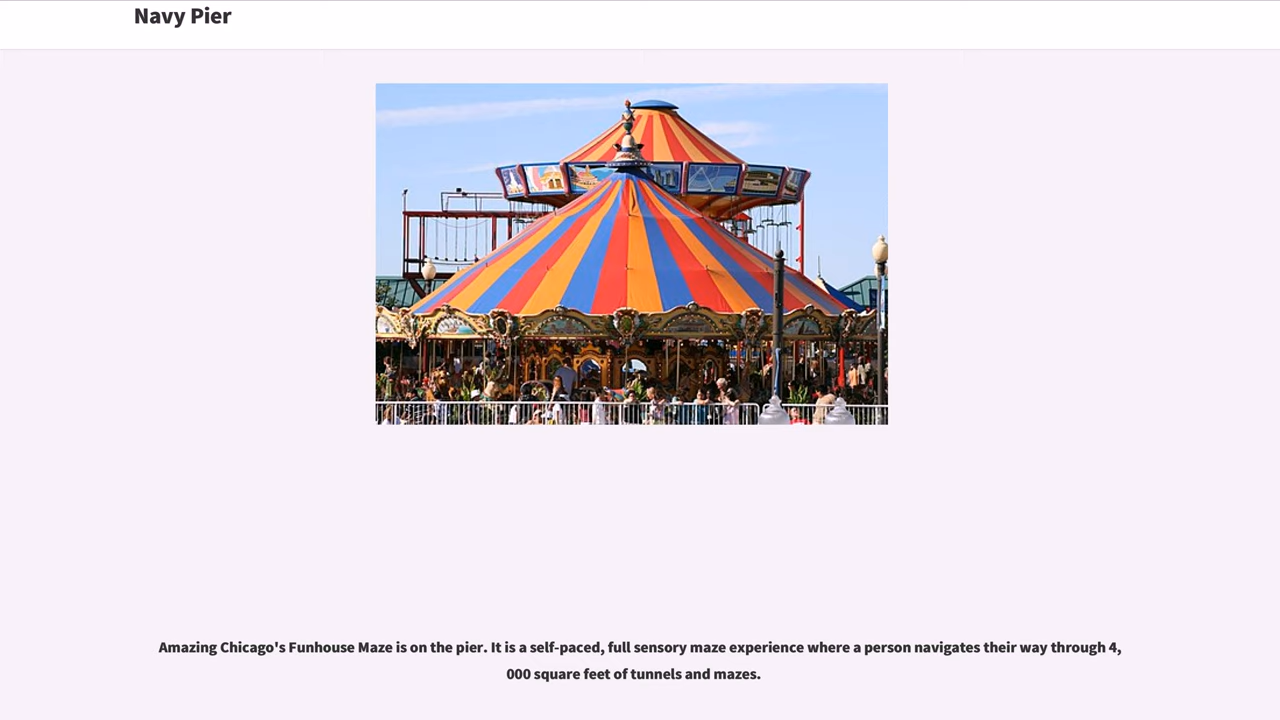 Navy Pier
Amazing Chicago's Funhouse Maze is on the pier. It is a self-paced, full sensory maze experience where a person navigates their way through 4,
000 square feet of tunnels and mazes.